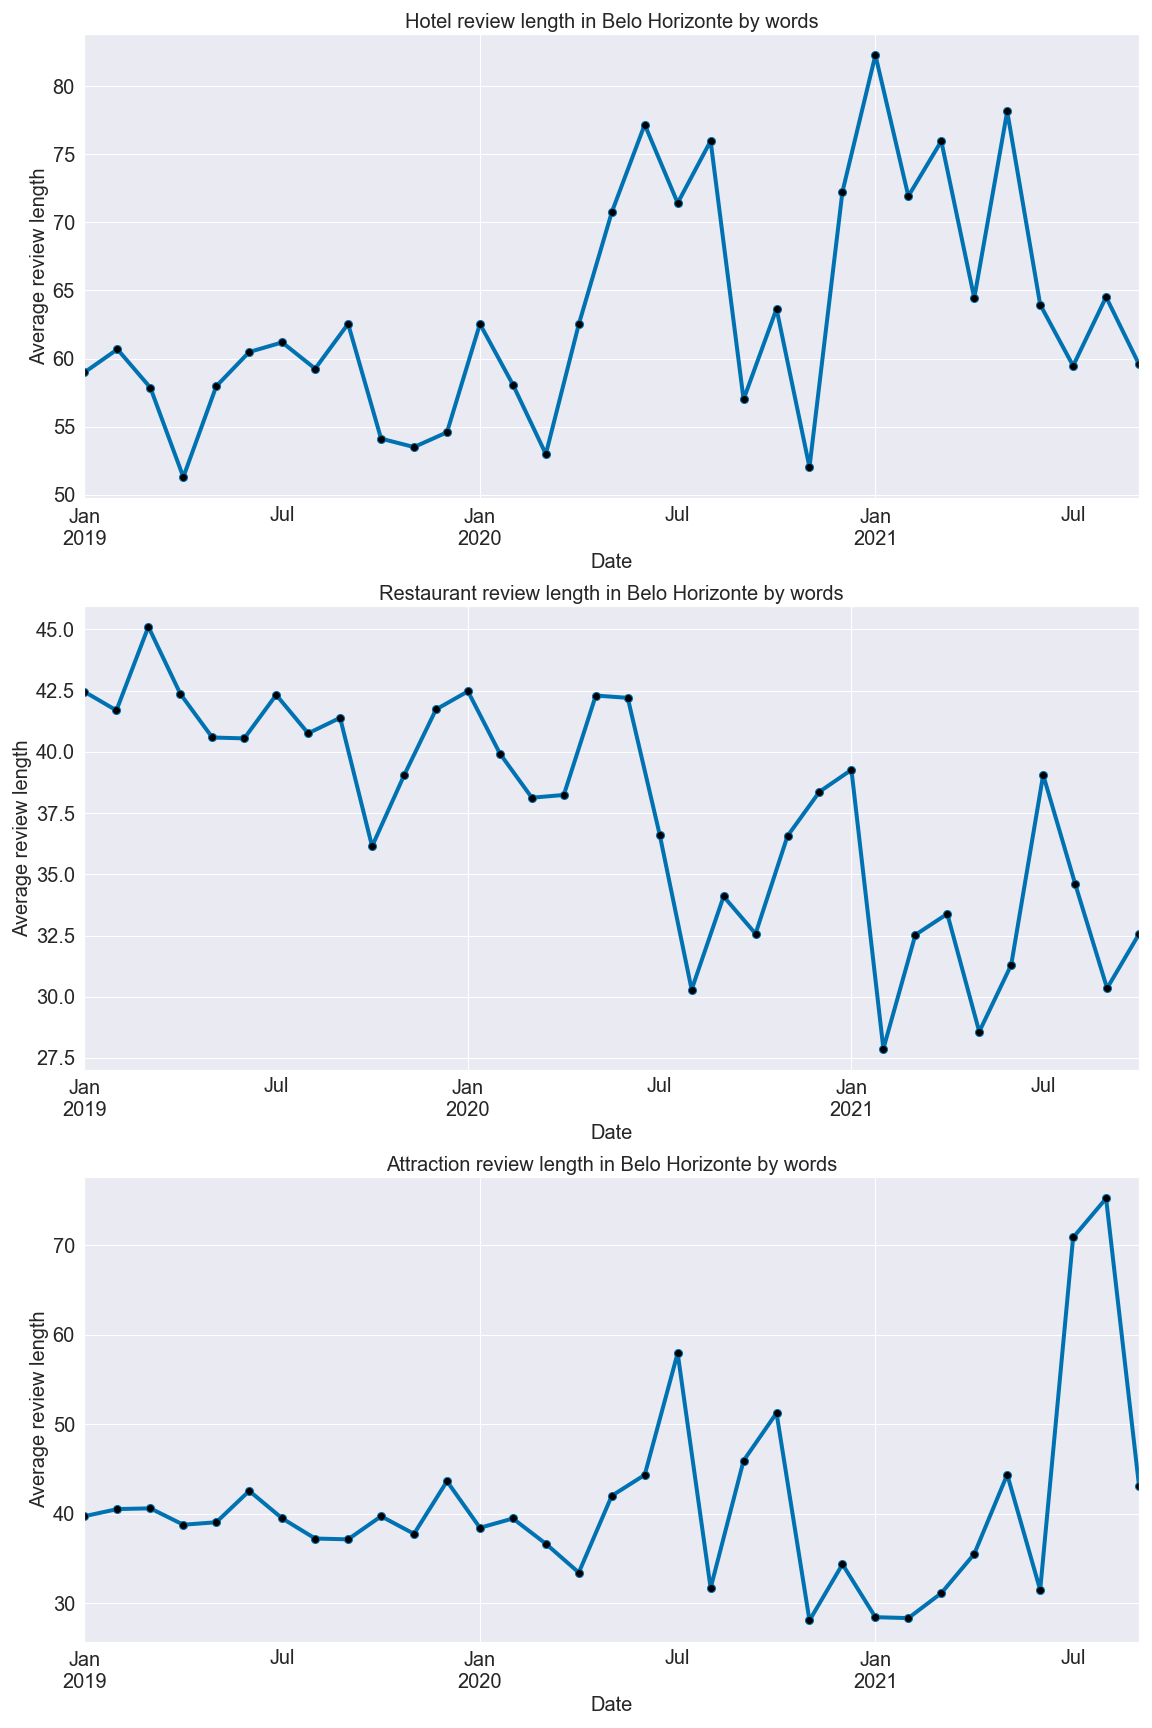 Hotel review length in Belo Horizonte by words
80
75
70
65
60
55
50
Average review length
Jan
2019
Jul
Jan
2020
Jul
Jan
2021
Jul
Date
Restaurant review length in Belo Horizonte by words
45.0
42.5
40.0
37.5
35.0
32.5
30.0
27.5
Average review length
Jan
2019
Jul
Jan
2020
Jul
Jan
2021
Jul
Date
Attraction review length in Belo Horizonte by words
70
60
50
40
30
Average review length
Jan
2019
Jul
Jan
2020
Jul
Jan
2021
Jul
Date